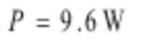 P = 9.6 W